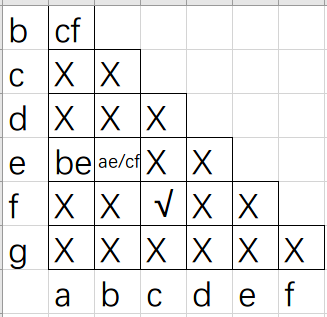 b cf
c X X
d X X X
e be ae/cf X X
f X X √ X X
g X X X X X X
a b c d e f